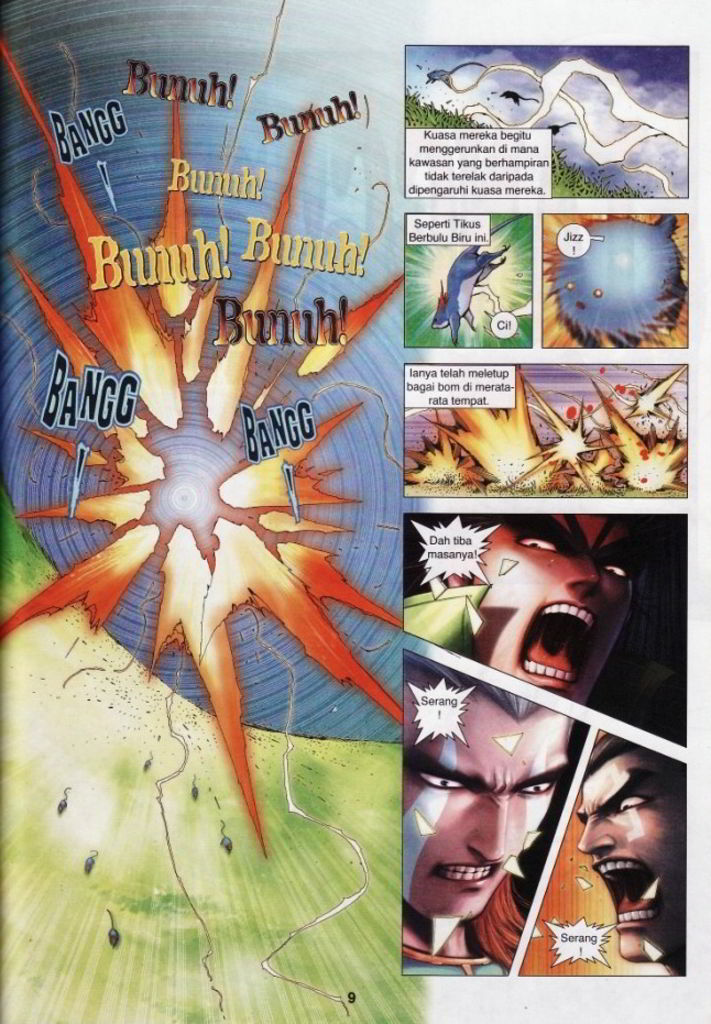 Bunuh!
Bunuh!
BANGG
Bunuh!
Bunuh!
Bunuh!
Bunuh!
BANGG
BANGG
Kuasa mereka begitu
menggerunkan di mana
kawasan yang berhampiran
tidak terelak daripada
dipengaruhi kuasa mereka.
Seperti Tikus
Berbulu Biru ini.
Ci!
Jizz
!
Ianya telah meletup
bagai bom di merata-
rata tempat.
Dah tiba
masanya!
Serang
!
Serang
!
9